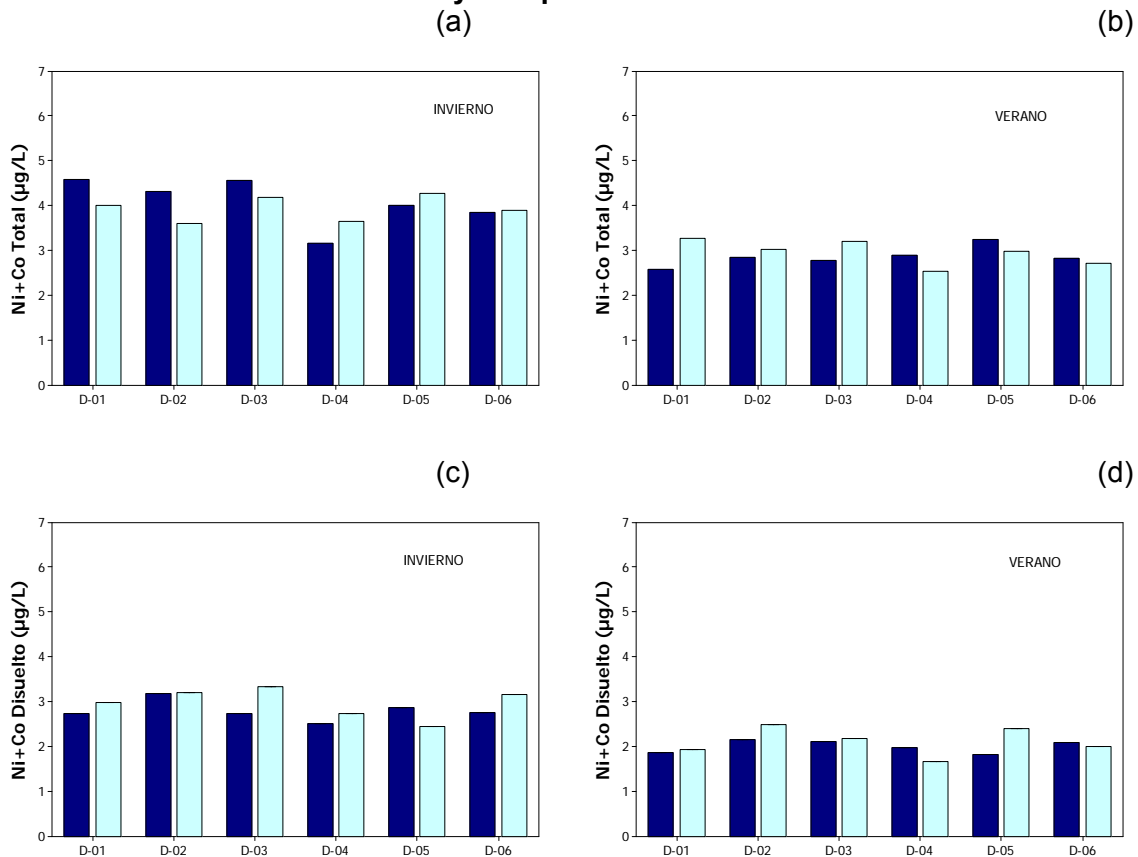 (a)
(b)
INVIERNO
Ni+Co Total (µg/L)
7
6
5
4
3
2
1
0
D-01 D-02 D-03 D-04 D-05 D-06
VERANO
Ni+Co Total (µg/L)
7
6
5
4
3
2
1
0
D-01 D-02 D-03 D-04 D-05 D-06
(c)
(d)
INVIERNO
Ni+Co Disuelto (µg/L)
7
6
5
4
3
2
1
0
D-01 D-02 D-03 D-04 D-05 D-06
VERANO
Ni+Co Disuelto (µg/L)
7
6
5
4
3
2
1
0
D-01 D-02 D-03 D-04 D-05 D-06